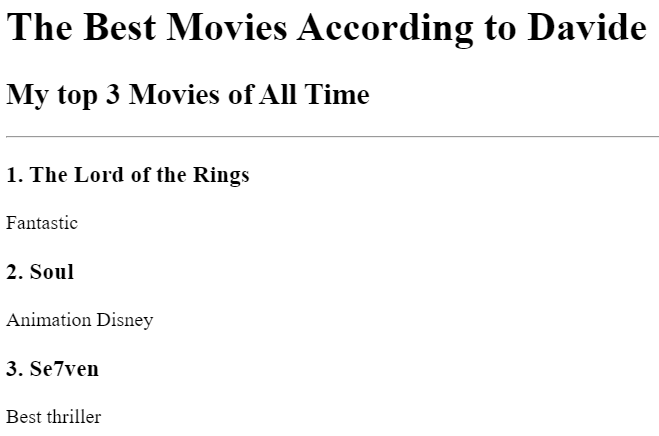 The Best Movies According to Davide
My top 3 Movies of All Time
1. The Lord of the Rings
Fantastic
2. Soul
Animation Disney
3. Se7ven
Best thriller